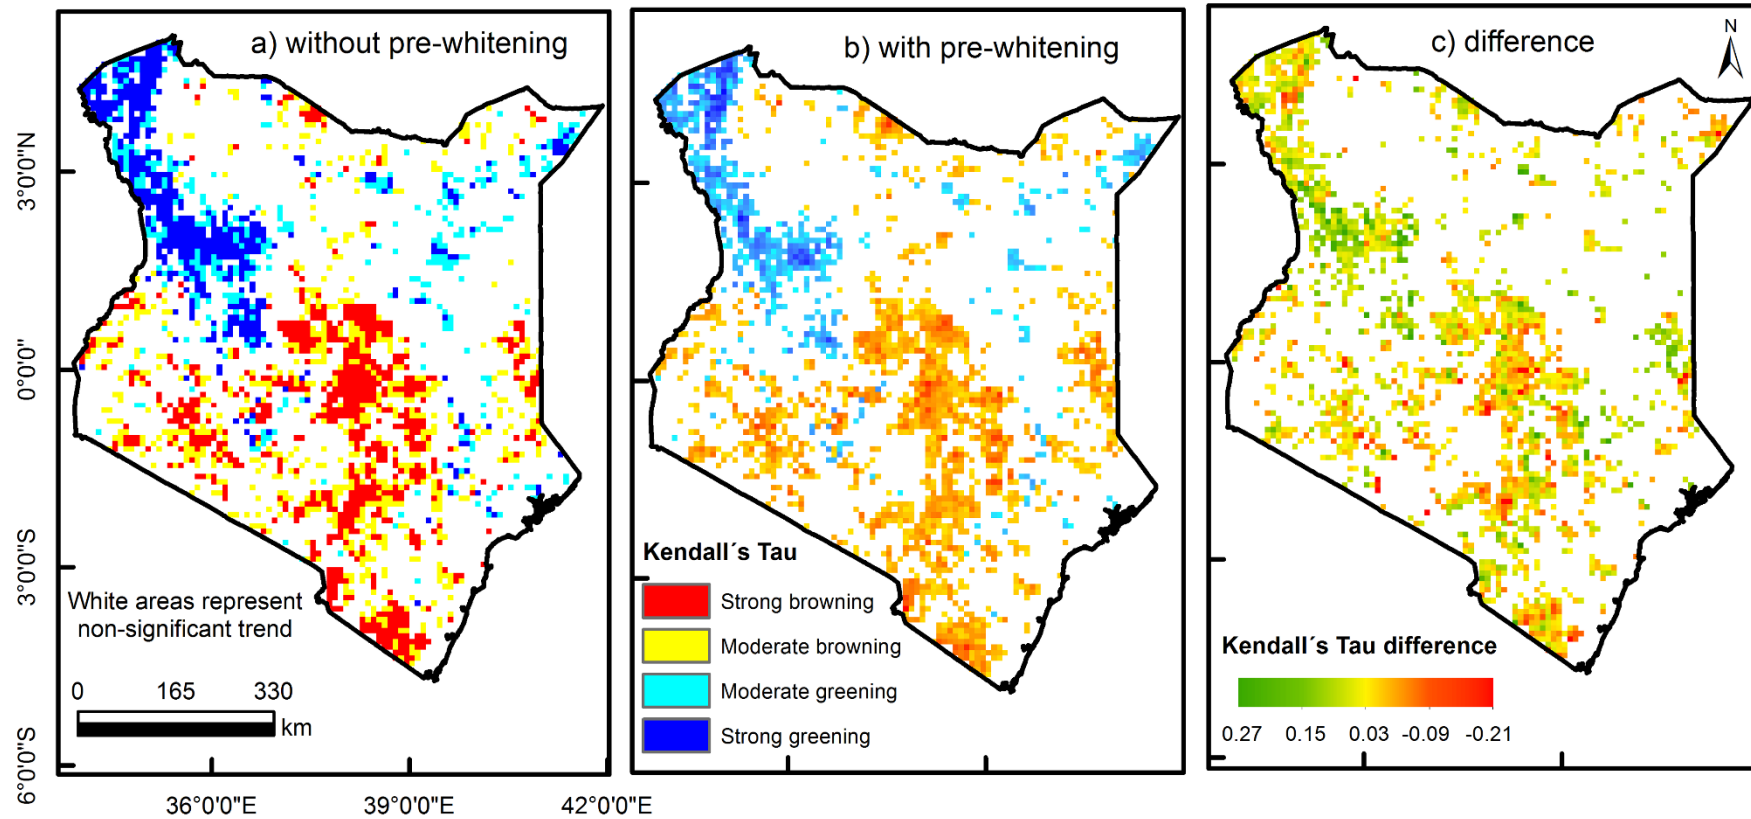 a) without pre-whitening
b) with pre-whitening
c) difference
N
3°0'0"N
0°0'0"
3°0'0"S
6°0'0"S
White areas represent
non-significant trend
0 165 330
km
36°0'0"E 39°0'0"E 42°0'0"E
Kendall´s Tau
Strong browning
Moderate browning
Moderate greening
Strong greening
Kendall´s Tau difference
0.27 0.15 0.03 -0.09 -0.21